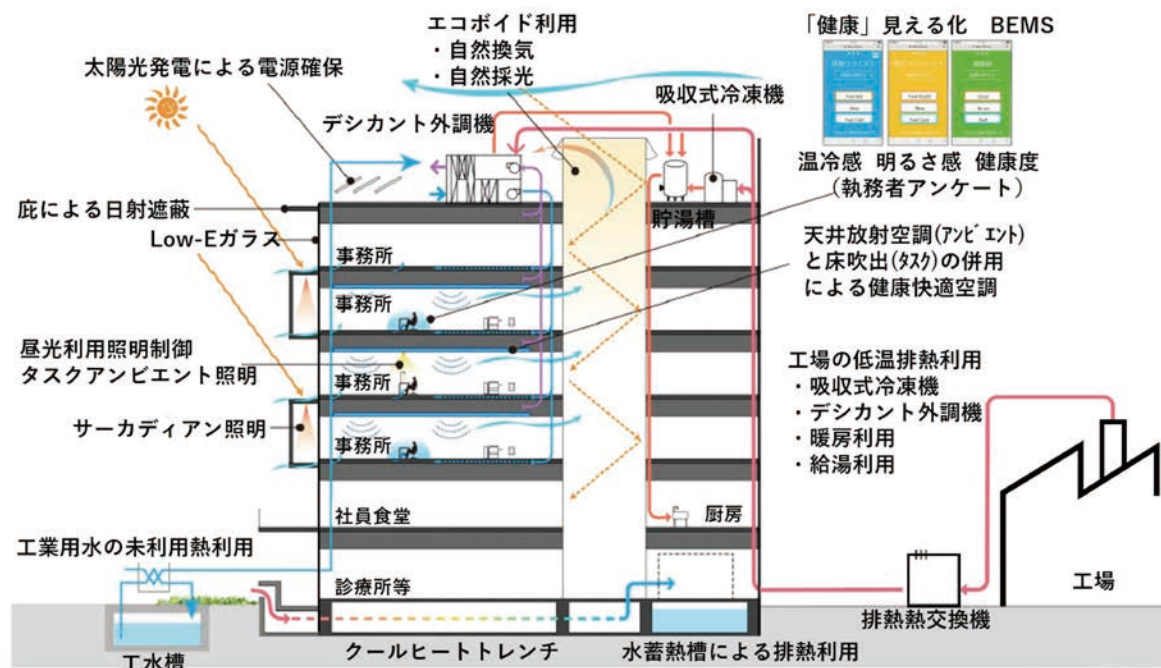 エコボイド利用
・自然換気
・自然採光
「健康」見える化 BEMS
太陽光発電による電源確保
吸収式冷凍機
デシカント外調機
温冷感 明るさ感 健康度
(執務者アンケート)
庇による日射遮蔽
貯湯槽
Low-Eガラス
天井放射空調(ｱﾝﾋﾞｴﾝﾄ)
と床吹出(ﾀｽｸ)の併用
による健康快適空調
事務所
事務所
昼光利用照明制御
タスクアンビエント照明
事務所
工場の低温排熱利用
・吸収式冷凍機
・デシカント外調機
・暖房利用
・給湯利用
サーカディアン照明
事務所
社員食堂
厨房
工業用水の未利用熱利用
診療所等
工場
排熱熱交換機
工水槽
クールヒートトレンチ
水蓄熱槽による排熱利用